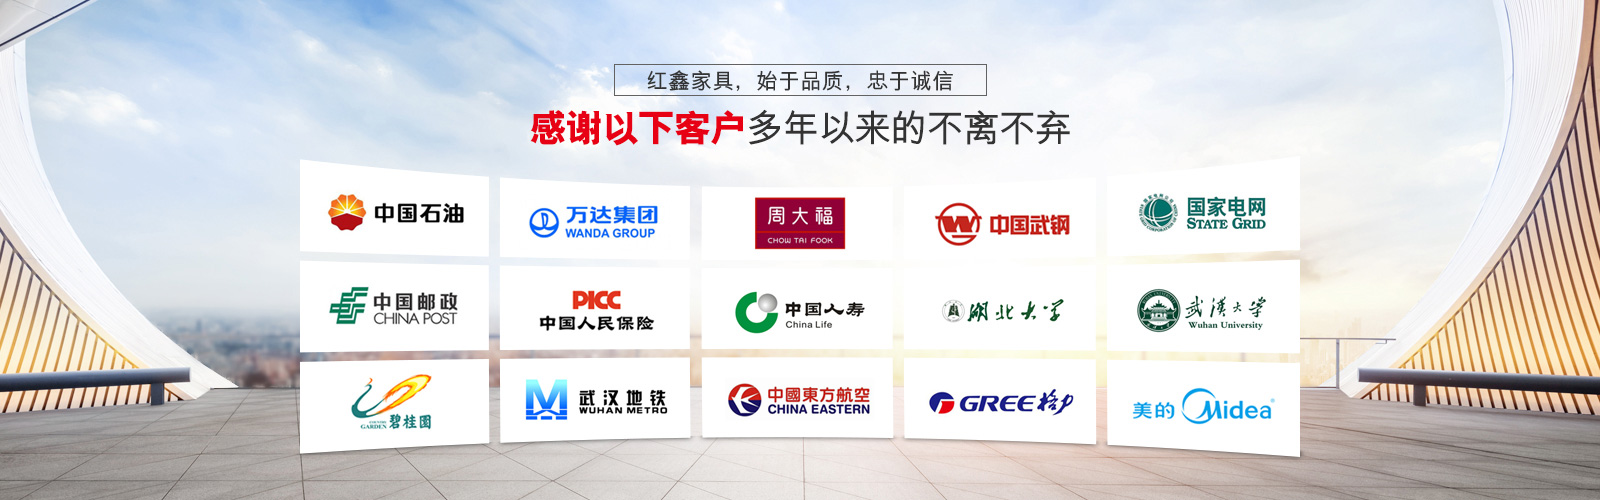 红鑫家具，始于品质，忠于诚信
感谢以下客户多年以来的不离不弃
中国石油
万达集团
WANDA GROUP
周大福
CHOW TAI FOOK
中国武钢
国家电网
STATE GRID
中国邮政
CHINA POST
PICC
中国人民保险
中国人寿
China Life
湖北大学
武汉大学
Wuhan University
碧桂园
COUNTRY GARDEN
武汉地铁
WUHAN METRO
中國東方航空
CHINA EASTERN
GREE格力
美的 Midea